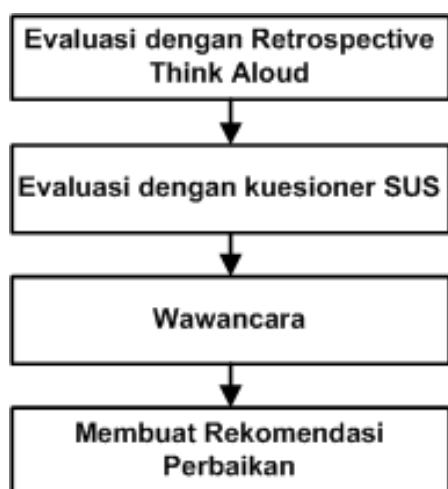 Evaluasi dengan Retrospective
Think Aloud
Evaluasi dengan kuesioner SUS
Wawancara
Membuat Rekomendasi
Perbaikan